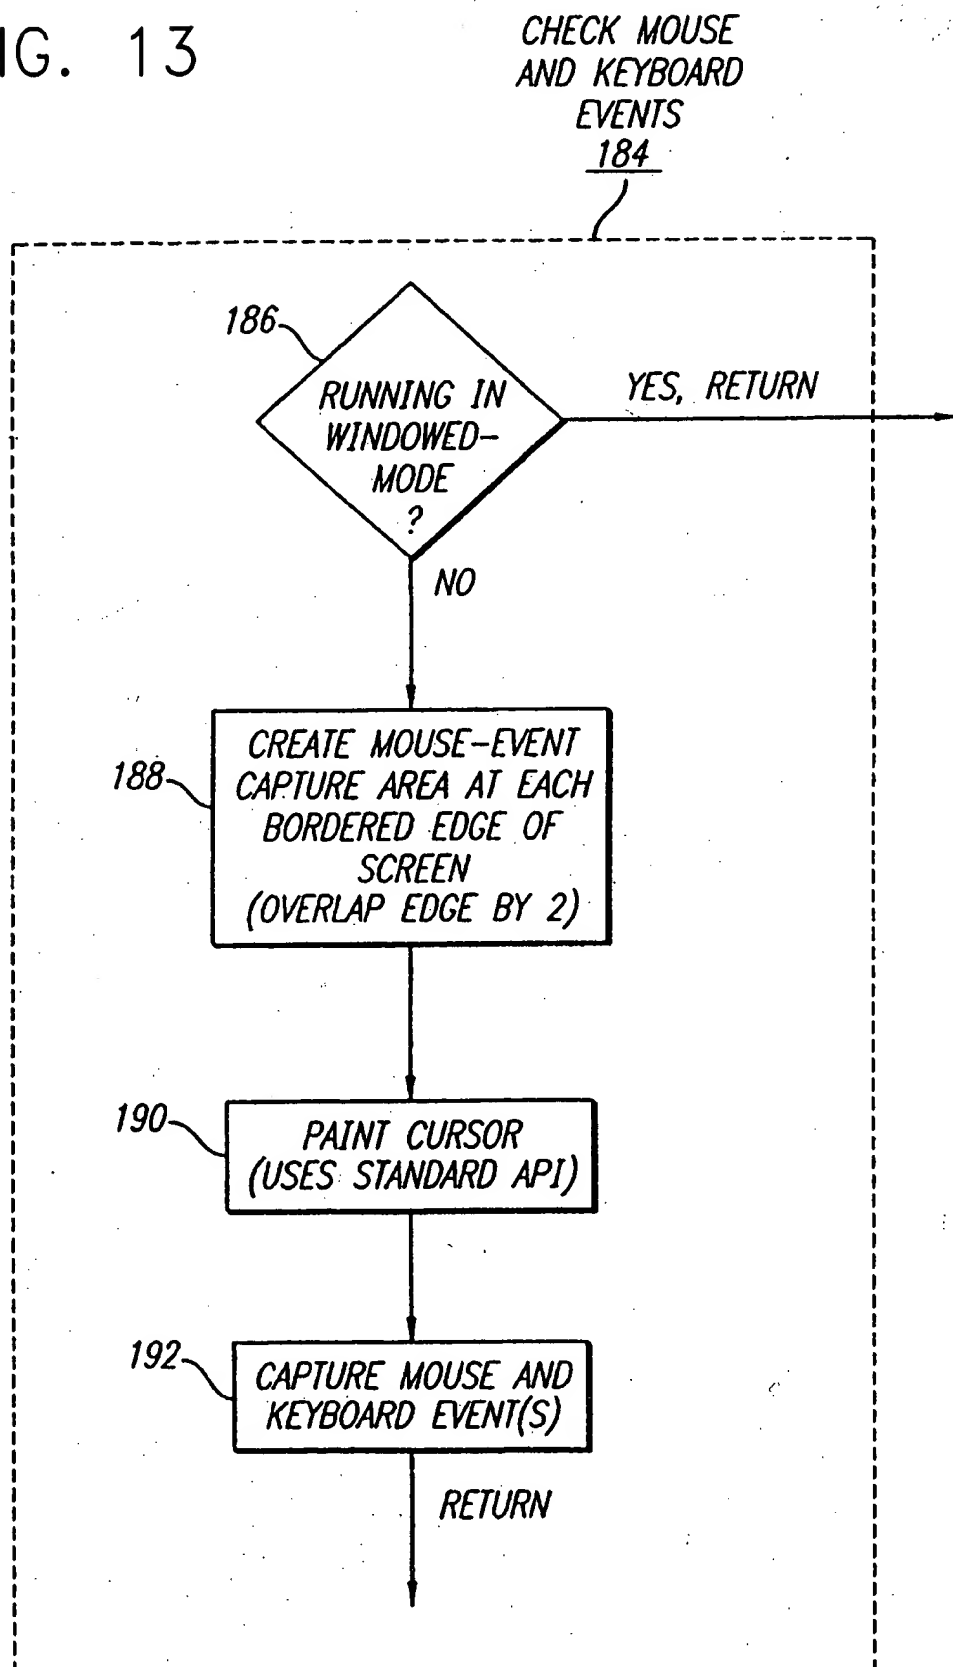 IG. 13
CHECK MOUSE
AND KEYBOARD
EVENTS
184
186
RUNNING IN
WINDOWED-
MODE
?
YES, RETURN
NO
188
CREATE MOUSE-EVENT
CAPTURE AREA AT EACH
BORDERED EDGE OF
SCREEN
(OVERLAP EDGE BY 2)
190
PAINT CURSOR
(USES STANDARD API)
192
CAPTURE MOUSE AND
KEYBOARD EVENT(S)
RETURN